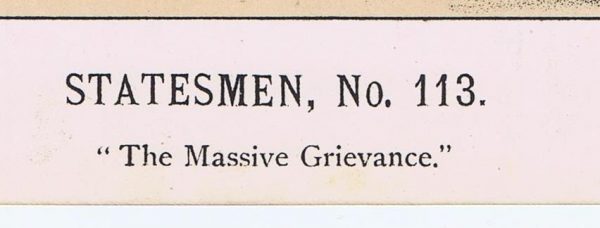 STATESMEN, No. 113.
“ The Massive Grievance.”